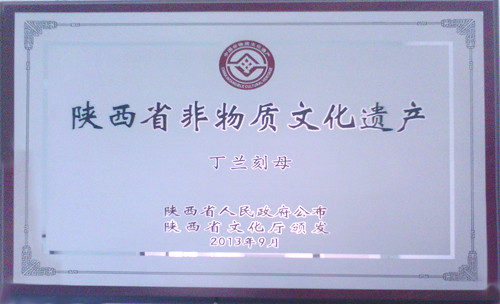 陕西省非物质文化遗产
丁兰刻母
陕西省人民政府公布
陕西省文化厅颁发
2013年9月